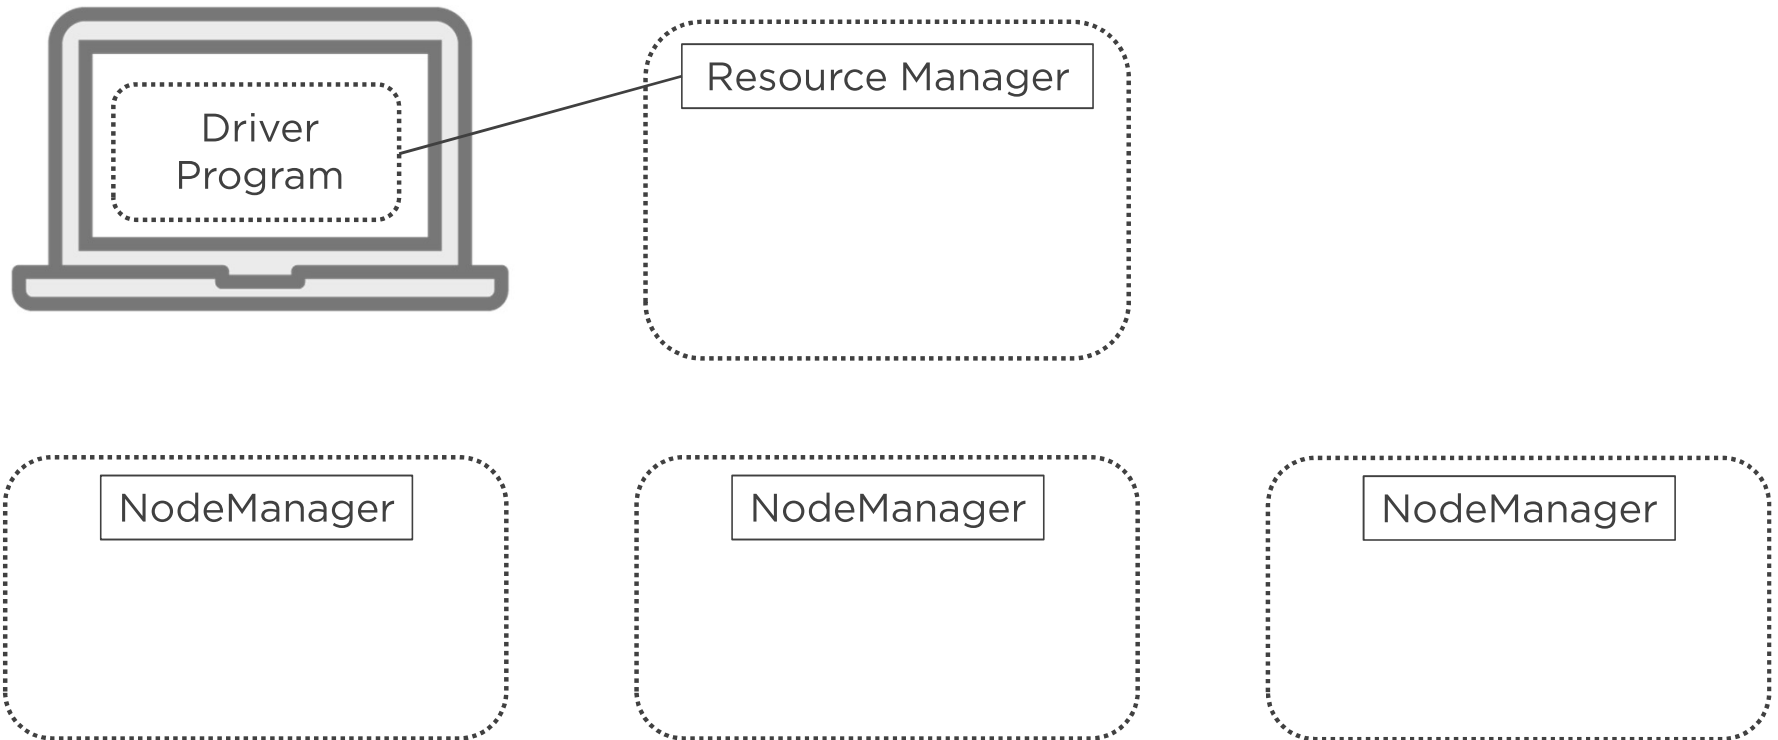 Driver
Program
Resource Manager
NodeManager
NodeManager
NodeManager